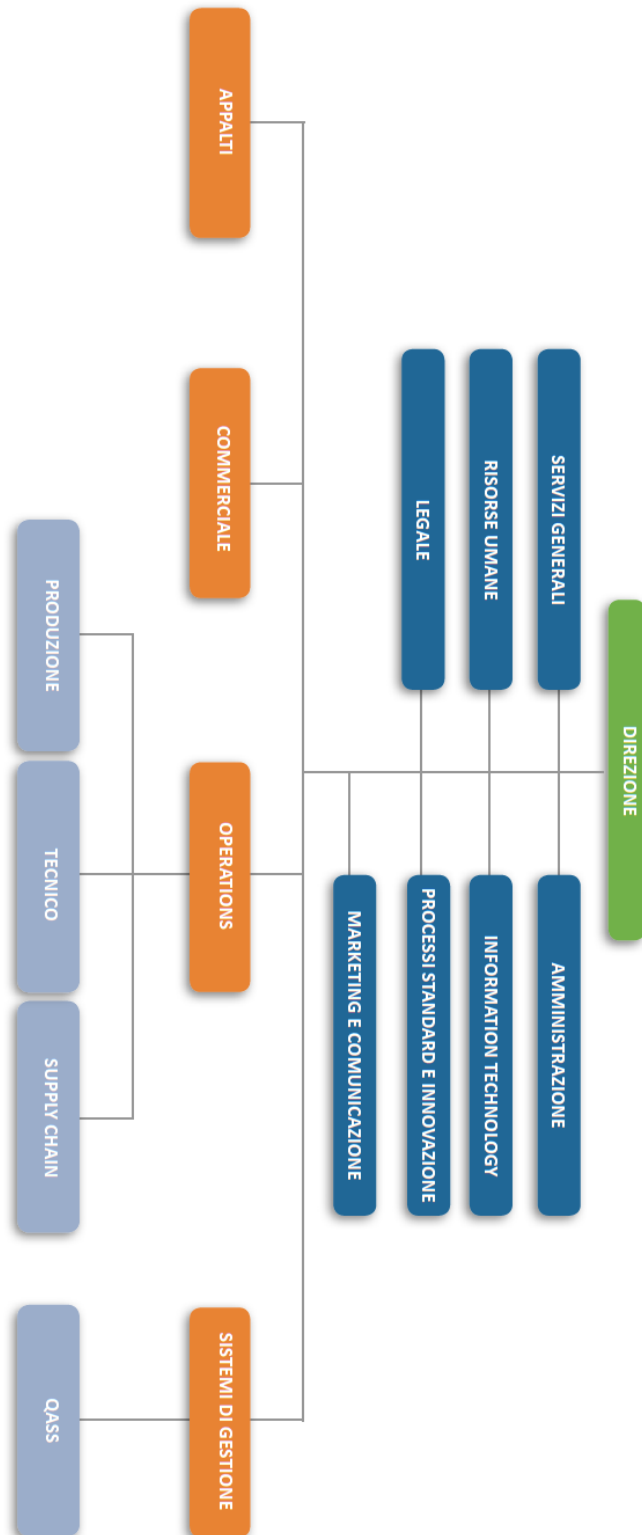 DIREZIONE
SERVIZI GENERALI
AMMINISTRAZIONE
RISORSE UMANE
INFORMATION TECHNOLOGY
LEGALE
PROCESSI STANDARD E INNOVAZIONE
MARKETING E COMUNICAZIONE
APPALTI
COMMERCIALE
OPERATIONS
SISTEMI DI GESTIONE
PRODUZIONE
TECNICO
SUPPLY CHAIN
QASS